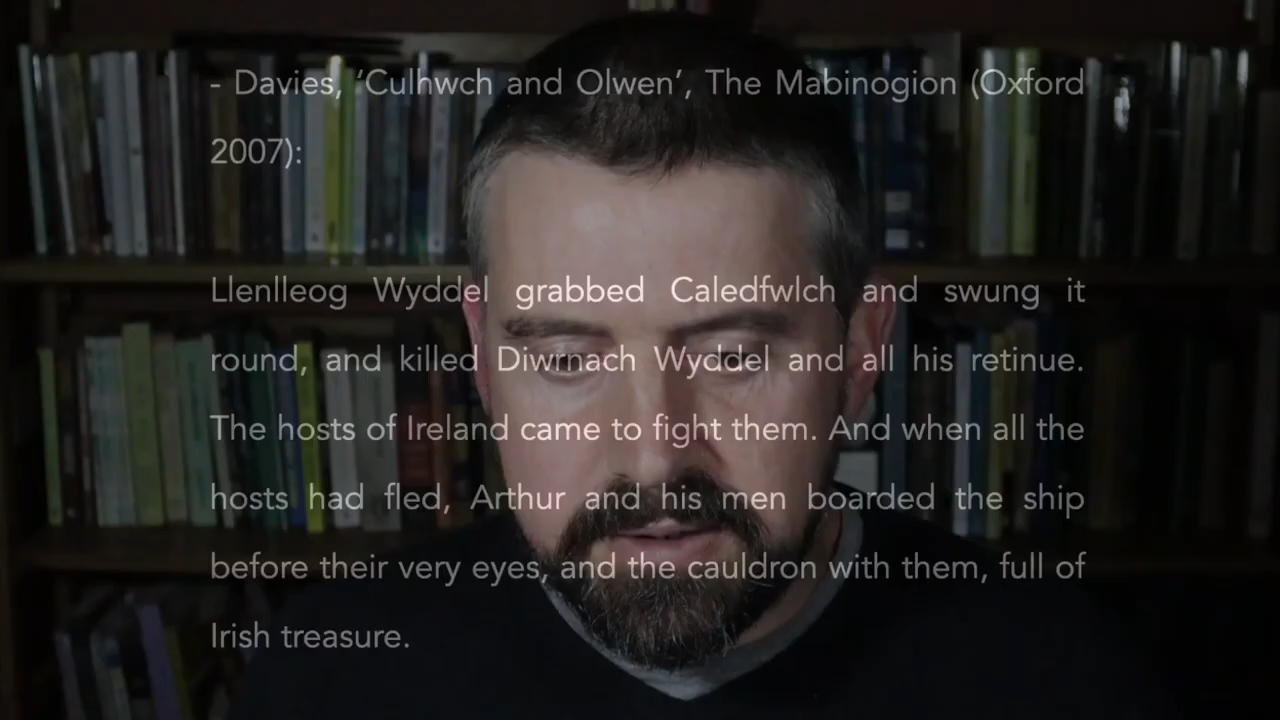 - Davies, ‘Culhwch and Olwen’, The Mabinogion (Oxford
2007):
Llenlleog Wyddel grabbed Caledfwlch and swung it
round, and killed Diwrnach Wyddel and all his retinue.
The hosts of Ireland came to fight them. And when all the
hosts had fled, Arthur and his men boarded the ship
before their very eyes, and the cauldron with them, full of
Irish treasure.